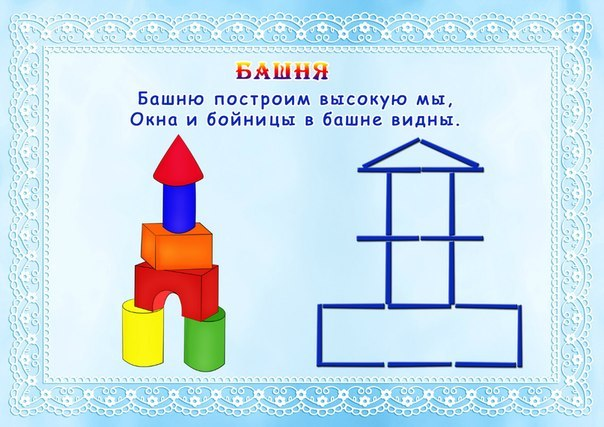 БАШНЯ
Башню построим высокую мы,
Окна и бойницы в башне видны.